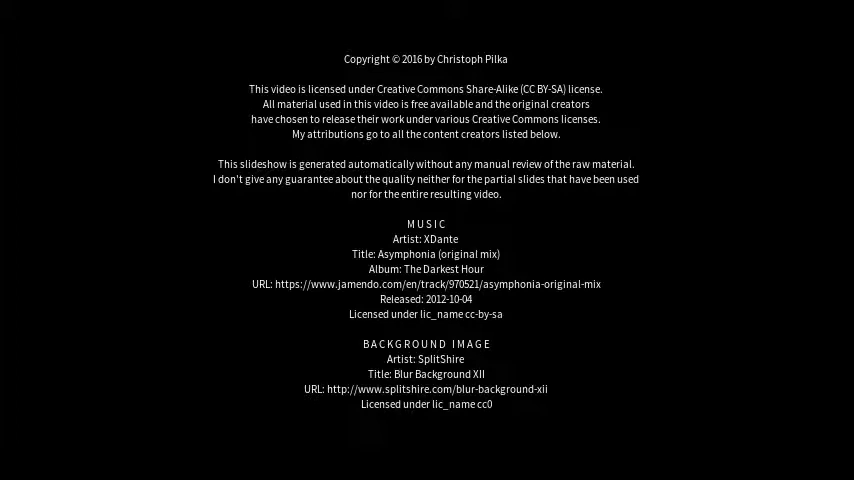 Copyright © 2016 by Christoph Pilka
This video is licensed under Creative Commons Share-Alike (CC BY-SA) license.
All material used in this video is free available and the original creators
have chosen to release their work under various Creative Commons licenses.
My attributions go to all the content creators listed below.
This slideshow is generated automatically without any manual review of the raw material.
I don't give any guarantee about the quality neither for the partial slides that have been used
nor for the entire resulting video.
MUSIC
Artist: XDante
Title: Asymphonia (original mix)
Album: The Darkest Hour
URL: https://www.jamendo.com/en/track/970521/asymphonia-original-mix
Released: 2012-10-04
Licensed under lic_name cc-by-sa
BACKGROUND IMAGE
Artist: SplitShire
Title: Blur Background XII
URL: http://www.splitshire.com/blur-background-xii
Licensed under lic_name cc0